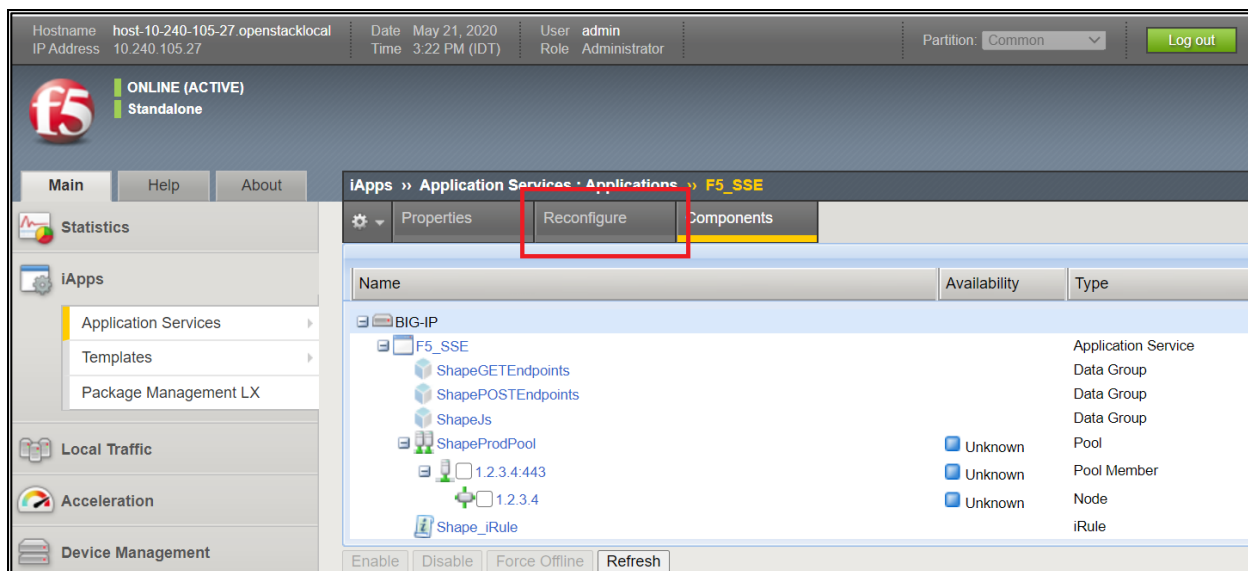 Hostname host-10-240-105-27.openstacklocal Date May 21, 2020 User admin
IP Address 10.240.105.27 Time 3:22 PM (IDT) Role Administrator
Partition: Common Log out
f5
ONLINE (ACTIVE)
Standalone
Main Help About
iApps ›› Application Services : Applications ›› F5_SSE
Properties Reconfigure Components
Statistics
iApps
Application Services
Templates
Package Management LX
Local Traffic
Acceleration
Device Management
Name Availability Type
BIG-IP
F5_SSE Application Service
ShapeGETEndpoints Data Group
ShapePOSTEndpoints Data Group
ShapeJs Data Group
ShapeProdPool Unknown Pool
1.2.3.4:443 Unknown Pool Member
1.2.3.4 Unknown Node
Shape_iRule iRule
Enable Disable Force Offline Refresh